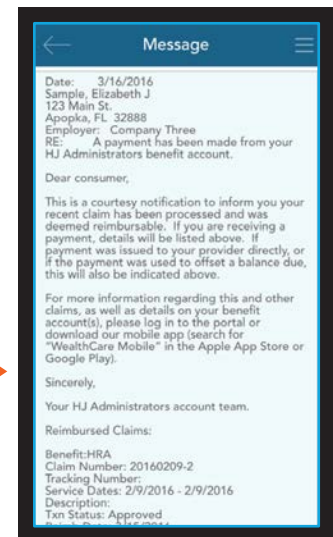 Message
Date: 3/16/2016
Sample, Elizabeth J
123 Main St.
Apopka, FL 32888
Employer: Company Three
RE: A payment has been made from your
HJ Administrators benefit account.
Dear consumer,
This is a courtesy notification to inform you your
recent claim has been processed and was
deemed reimbursable. If you are receiving a
payment, details will be listed above. If
payment was issued to your provider directly, or
if the payment was used to offset a balance due,
this will also be indicated above.
For more information regarding this and other
claims, as well as details on your benefit
account(s), please log in to the portal or
download our mobile app (search for
"WealthCare Mobile" in the Apple App Store or
Google Play).
Sincerely,
Your HJ Administrators account team.
Reimbursed Claims:
Benefit:HRA
Claim Number: 20160209-2
Tracking Number:
Service Dates: 2/9/2016 - 2/9/2016
Description:
Txn Status: Approved